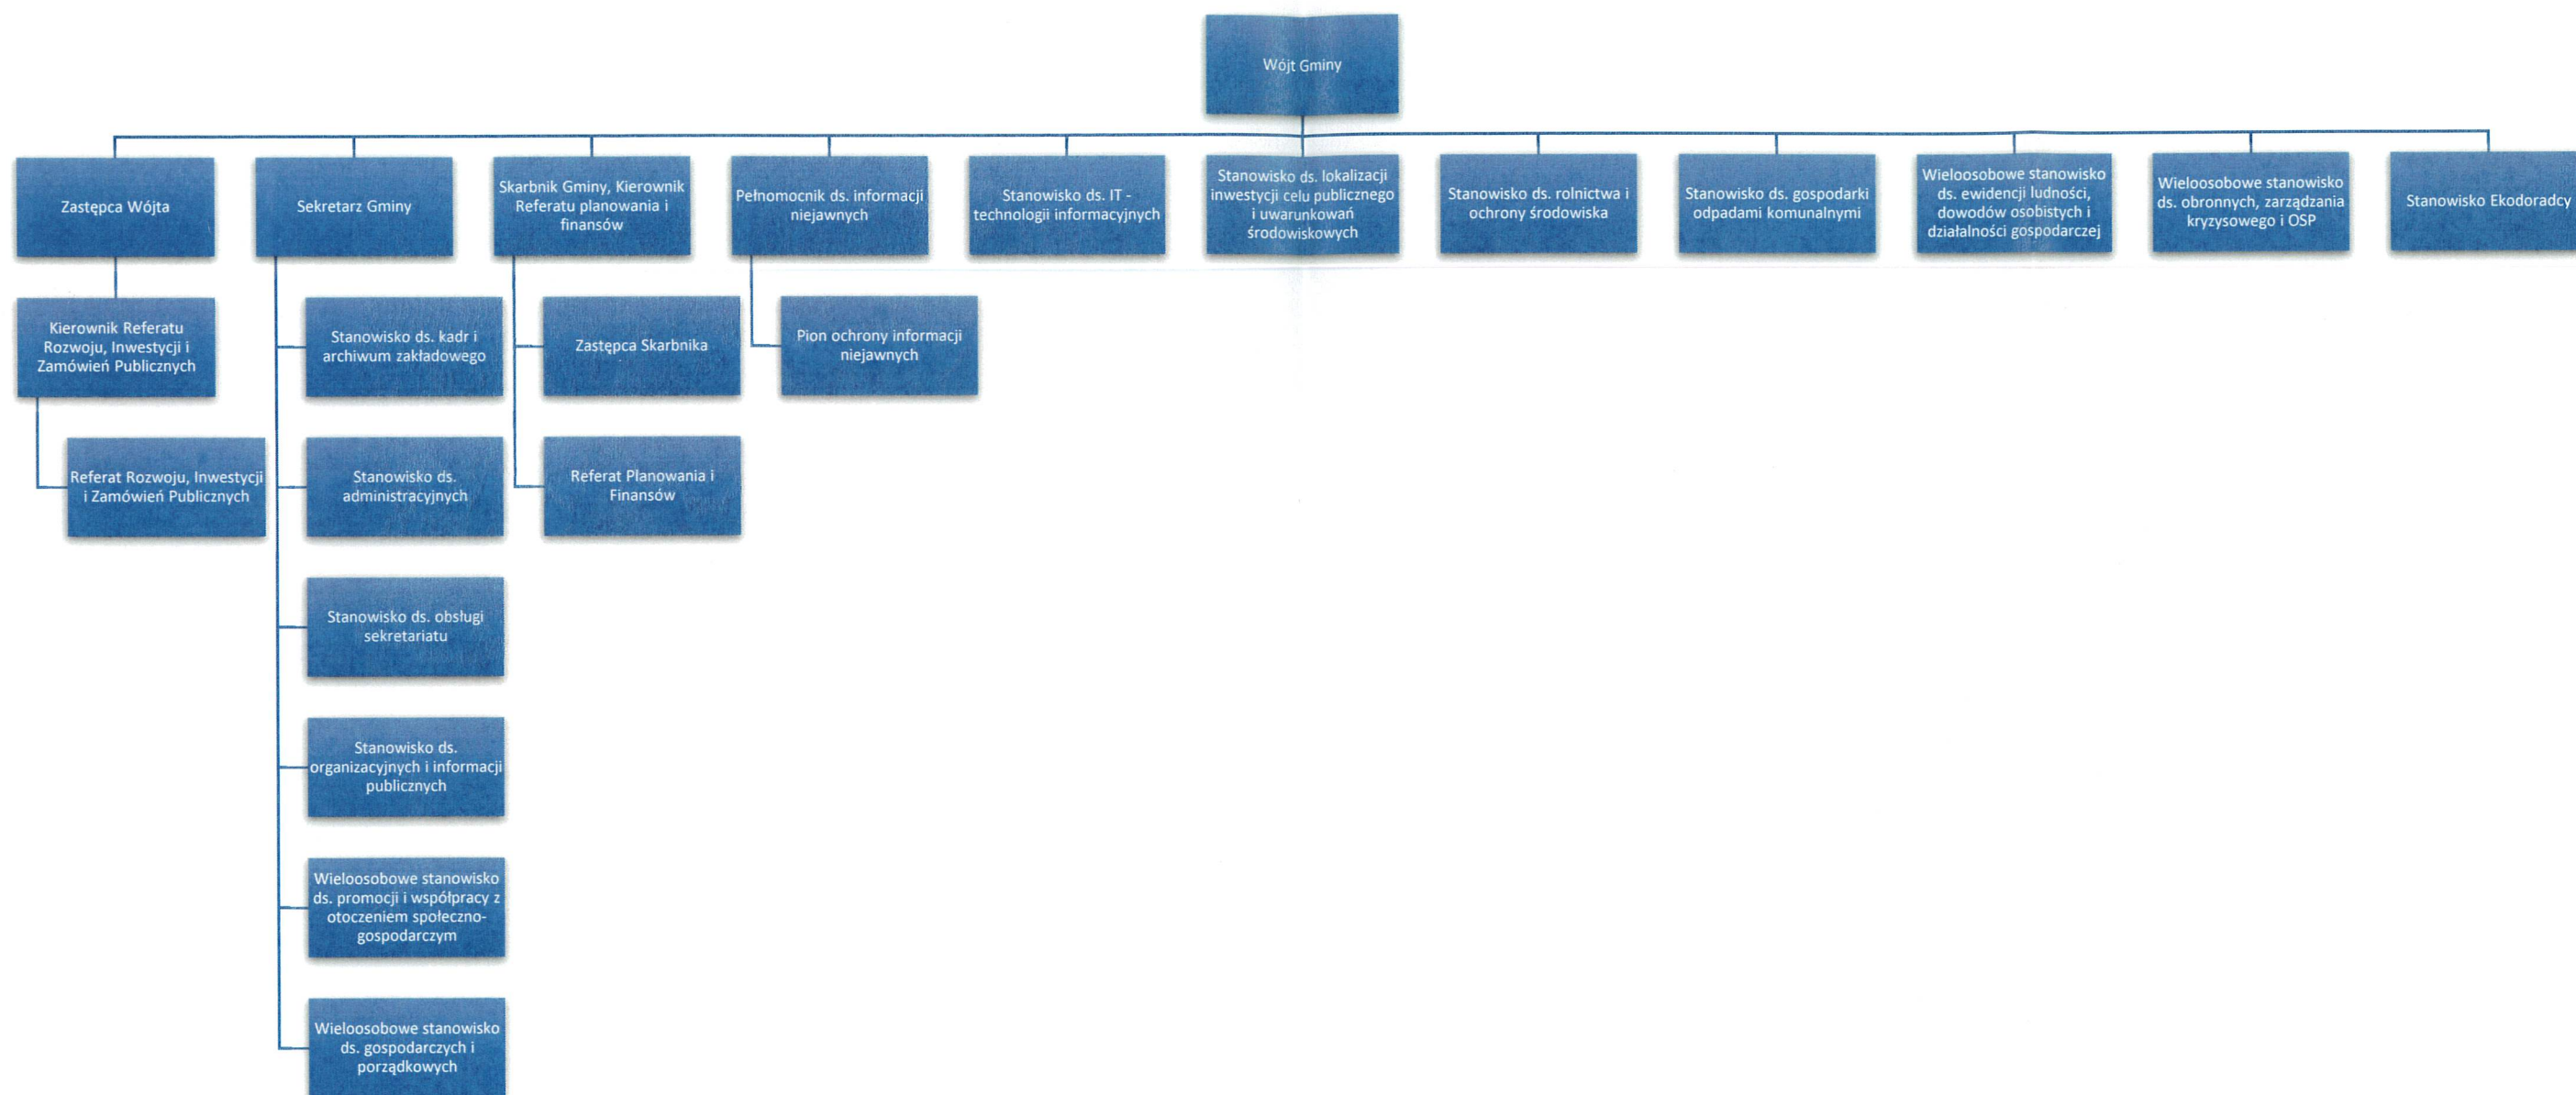 Wójt Gminy
Zastępca Wójta
Sekretarz Gminy
Skarbnik Gminy, Kierownik
Referatu planowania i
finansów
Pełnomocnik ds. informacji
niejawnych
Stanowisko ds. IT -
technologii informacyjnych
Stanowisko ds. lokalizacji
inwestycji celu publicznego
i uwarunkowań
środowiskowych
Stanowisko ds. rolnictwa i
ochrony środowiska
Stanowisko ds. gospodarki
odpadami komunalnymi
Wieloosobowe stanowisko
ds. ewidencji ludności,
dowodów osobistych i
działalności gospodarczej
Wieloosobowe stanowisko
ds. obronnych, zarządzania
kryzysowego i OSP
Stanowisko Ekodoradcy
Kierownik Referatu
Rozwoju, Inwestycji i
Zamówień Publicznych
Stanowisko ds. kadr i
archiwum zakładowego
Zastępca Skarbnika
Pion ochrony informacji
niejawnych
Referat Rozwoju, Inwestycji
i Zamówień Publicznych
Stanowisko ds.
administracyjnych
Referat Planowania i
Finansów
Stanowisko ds. obsługi
sekretariatu
Stanowisko ds.
organizacyjnych i informacji
publicznych
Wieloosobowe stanowisko
ds. promocji i współpracy z
otoczeniem społeczno-
gospodarczym
Wieloosobowe stanowisko
ds. gospodarczych i
porządkowych